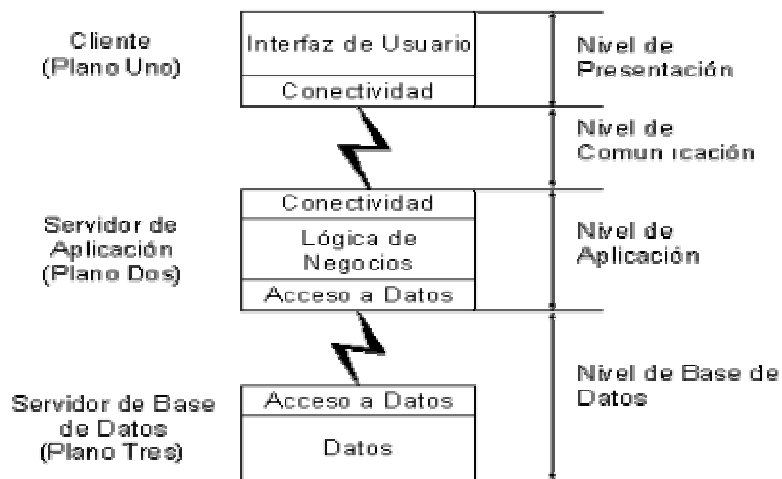 Cliente
(Plano Uno)
Interfaz de Usuario
Conectividad
Nivel de
Presentación
Nivel de
Comunicación
Servidor de
Aplicación
(Plano Dos)
Conectividad
Lógica de
Negocios
Acceso a Datos
Nivel de
Aplicación
Servidor de Base
de Datos
(Plano Tres)
Acceso a Datos
Datos
Nivel de Base de
Datos